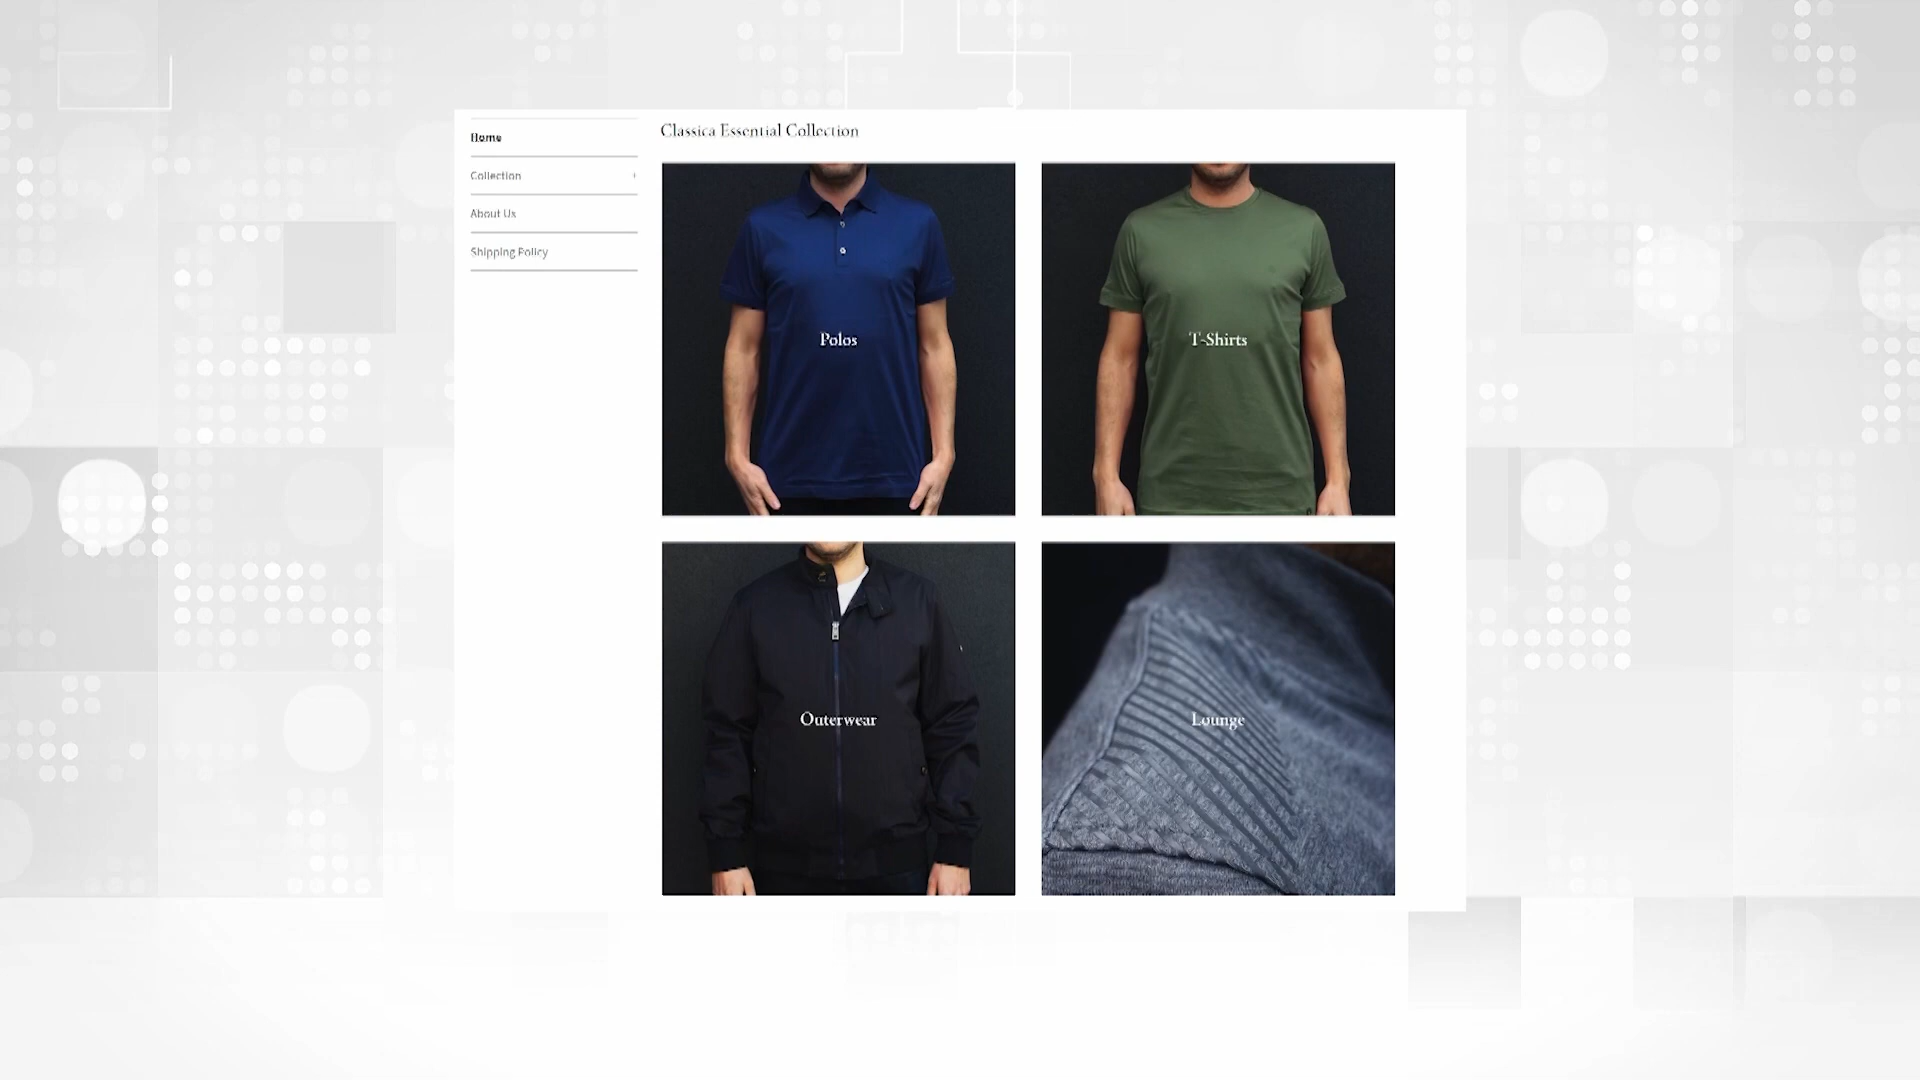 Home
Collection +
About Us
Shipping Policy
Classica Essential Collection
Polos
T-Shirts
Outerwear
Lounge